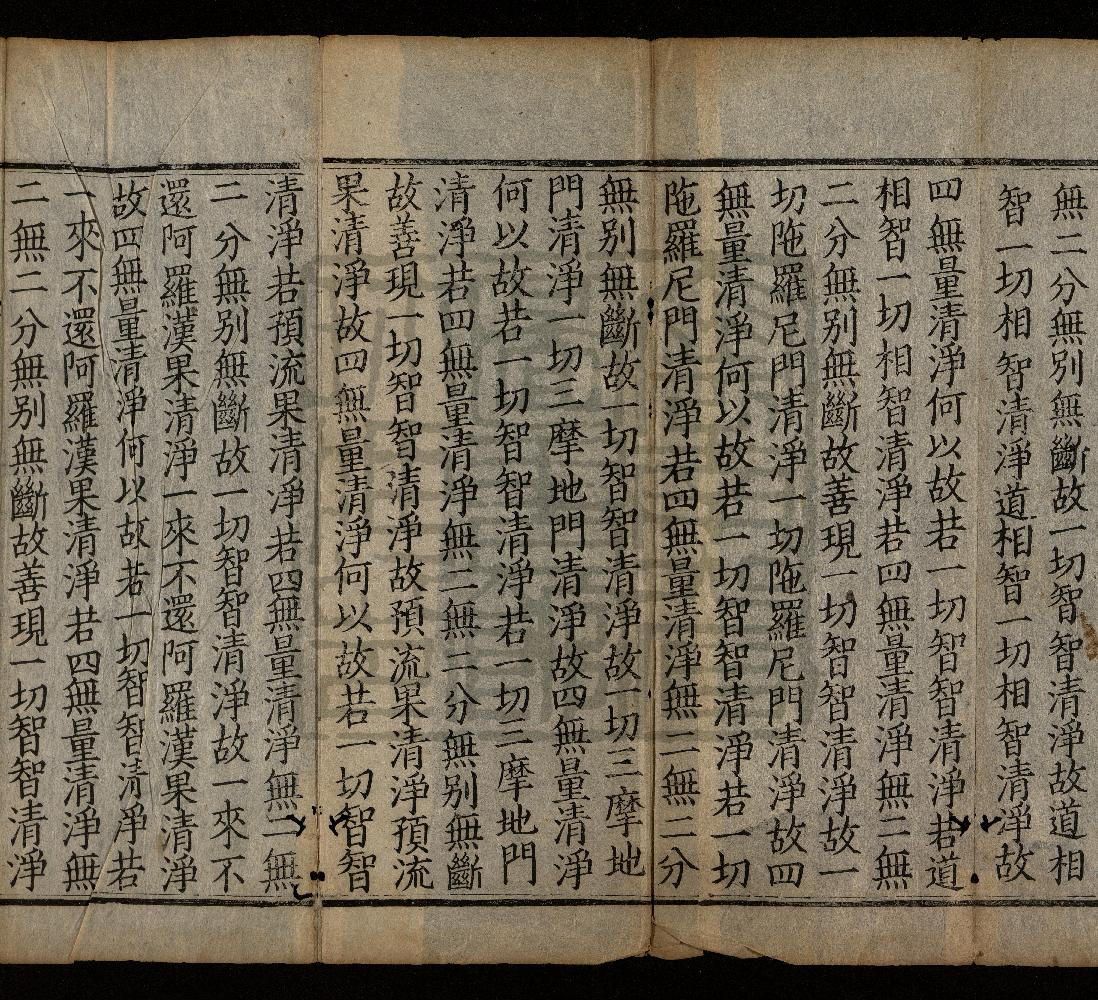 無二分無別無斷故一切智智清淨故道相
智一切相智清淨道相智一切相智清淨故
四無量清淨何以故若一切智智清淨若道
相智一切相智清淨若四無量清淨無二無
二分無別無斷故善現一切智智清淨故一
切陁羅尼門清淨一切陁羅尼門清淨故四
無量清淨何以故若一切智智清淨若一切
陁羅尼門清淨若四無量清淨無二無二分
無別無斷故一切智智清淨故一切三摩地
門清淨一切三摩地門清淨故四無量清淨
何以故若一切智智清淨若一切三摩地門
清淨若四無量清淨無二無二分無別無斷
故善現一切智智清淨故預流果清淨預流
果清淨故四無量清淨何以故若一切智智
清淨若預流果清淨若四無量清淨無二無
二分無別無斷故一切智智清淨故一來不
還阿羅漢果清淨一來不還阿羅漢果清淨
故四無量清淨何以故若一切智智清淨若
一來不還阿羅漢果清淨若四無量清淨無
二無二分無別無斷故善現一切智智清淨